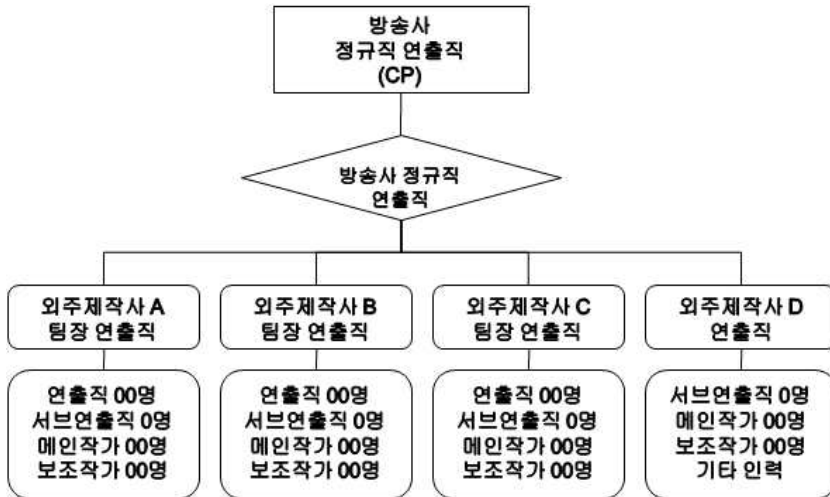 방송사
정규직 연출직
(CP)
방송사 정규직
연출직
외주제작사 A
팀장 연출직
외주제작사 B
팀장 연출직
외주제작사 C
팀장 연출직
외주제작사 D
연출직
연출직 00명
서브연출직 0명
메인작가 00명
보조작가 00명
연출직 00명
서브연출직 0명
메인작가 00명
보조작가 00명
연출직 00명
서브연출직 0명
메인작가 00명
보조작가 00명
서브연출직 0명
메인작가 00명
보조작가 00명
기타 인력